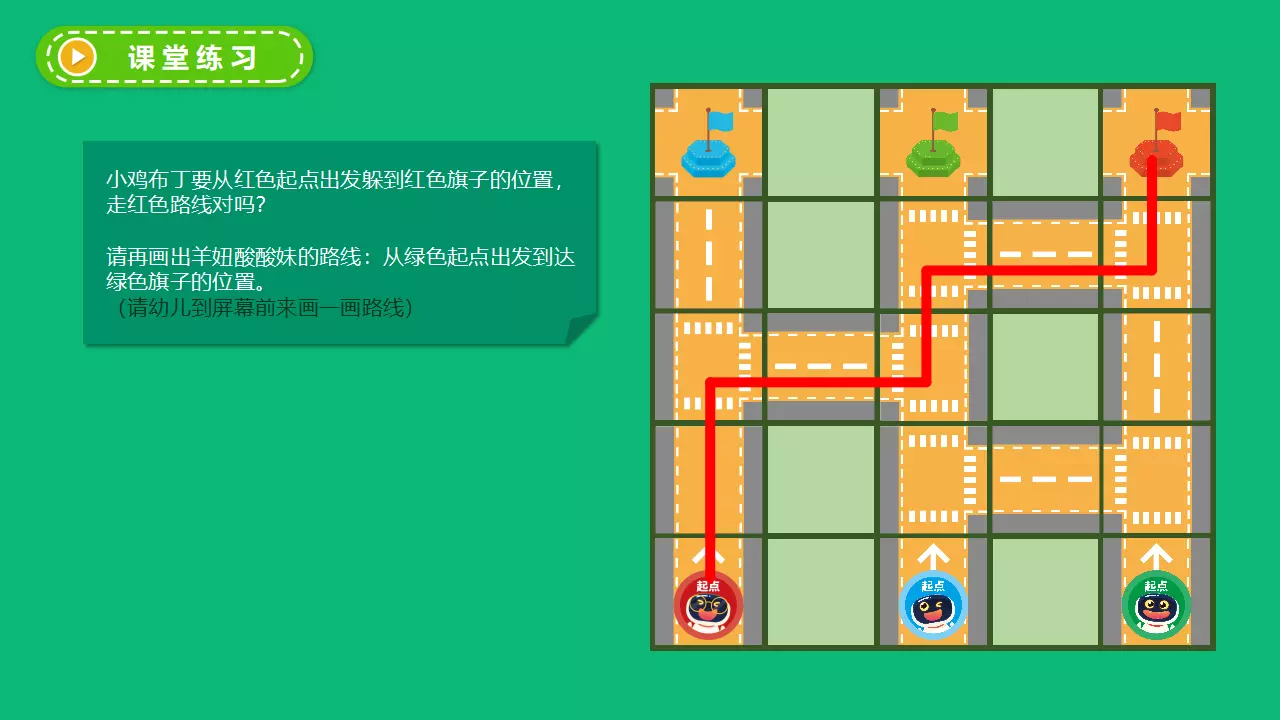 课堂练习
小鸡布丁要从红色起点出发躲到红色旗子的位置，
走红色路线对吗？
请再画出羊妞酸酸妹的路线：从绿色起点出发到达
绿色旗子的位置。
（请幼儿到屏幕前来画一画路线）
起点
起点
起点